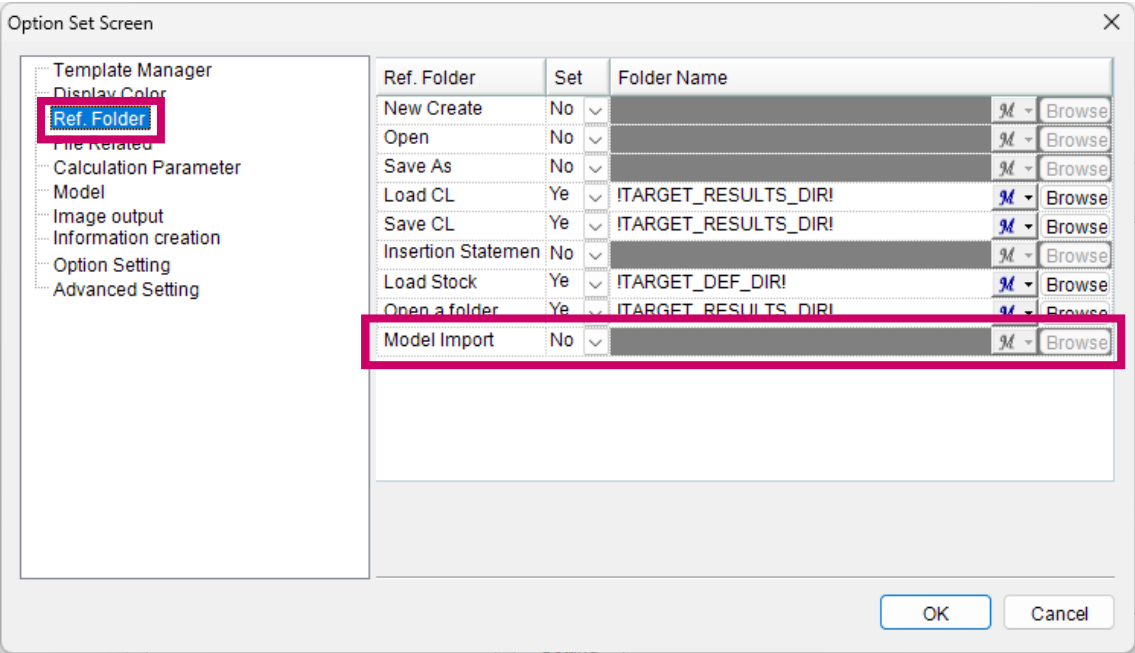 Option Set Screen
Template Manager
Display Color
Ref. Folder
File Related
Calculation Parameter
Model
Image output
Information creation
Option Setting
Advanced Setting
Ref. Folder Set Folder Name
New Create No M Browse
Open No M Browse
Save As No M Browse
Load CL Ye !TARGET_RESULTS_DIR! M Browse
Save CL Ye !TARGET_RESULTS_DIR! M Browse
Insertion Statemen No M Browse
Load Stock Ye !TARGET_DEF_DIR! M Browse
Open a folder Ye !TARGET_RESULTS_DIR! M Browse
Model Import No M Browse
OK Cancel